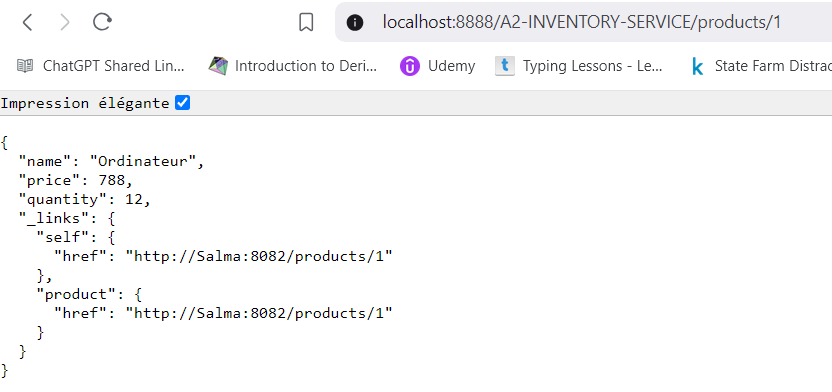 localhost:8888/A2-INVENTORY-SERVICE/products/1
ChatGPT Shared Lin... Introduction to Deri... Udemy Typing Lessons - Le... State Farm Distrac
Impression élégante
{
  "name": "Ordinateur",
  "price": 788,
  "quantity": 12,
  "_links": {
    "self": {
      "href": "http://Salma:8082/products/1"
    },
    "product": {
      "href": "http://Salma:8082/products/1"
    }
  }
}